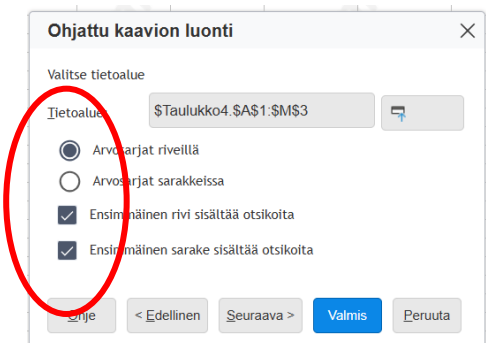 Ohjattu kaavion luonti
Valitse tietoalue
Tietoalue: $Taulukko4.$A$1:$M$3
Arvosarjat riveillä
Arvosarjat sarakkeissa
Ensimmäinen rivi sisältää otsikoita
Ensimmäinen sarake sisältää otsikoita
Ohje < Edellinen Seuraava > Valmis Peruuta